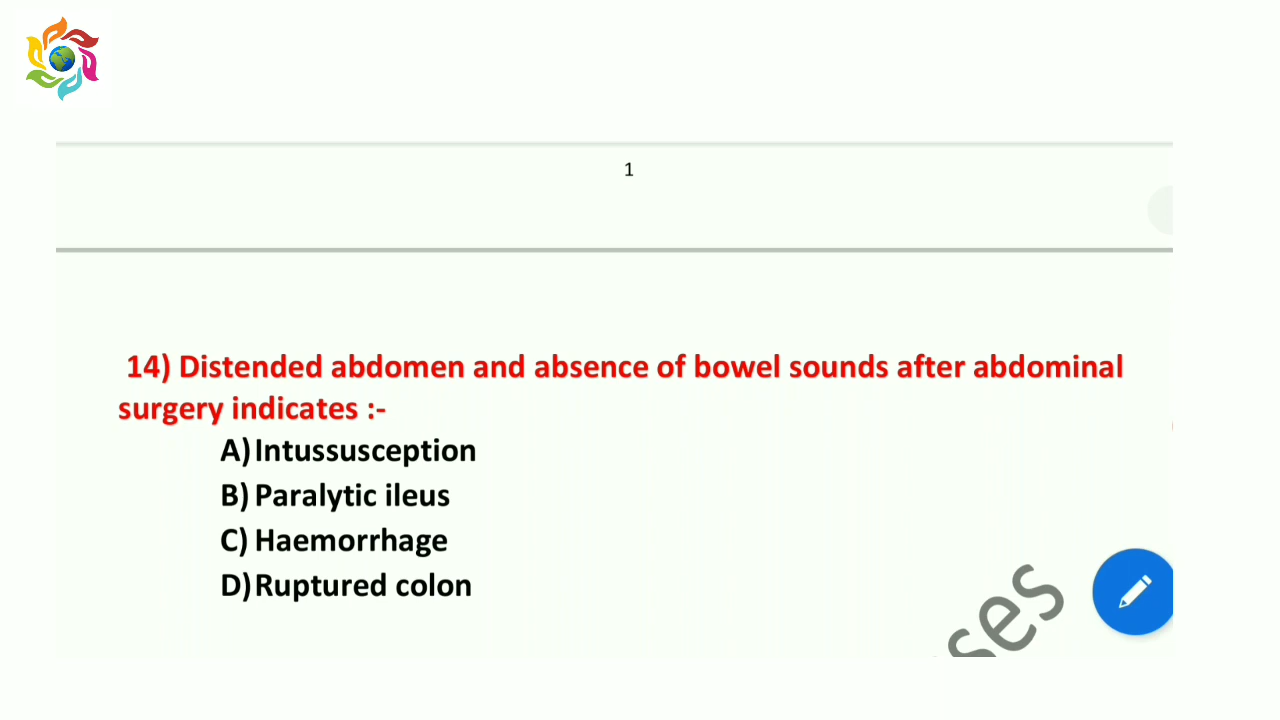 1
14) Distended abdomen and absence of bowel sounds after abdominal
surgery indicates :-
A) Intussusception
B) Paralytic ileus
C) Haemorrhage
D) Ruptured colon
ses